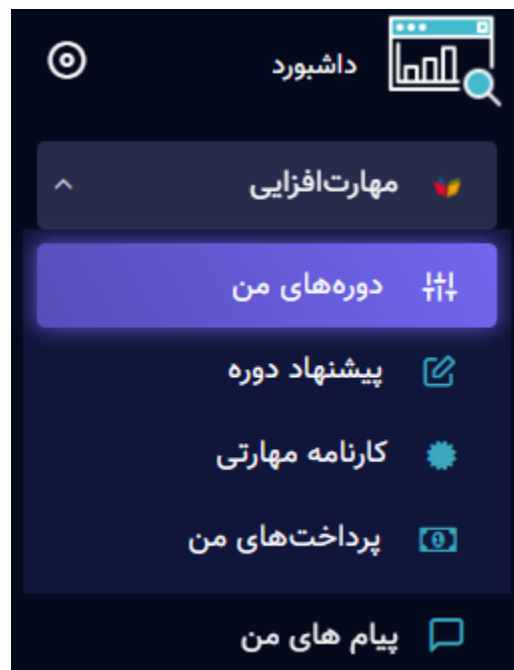 داشبورد
مهارت‌افزایی
دوره‌های من
پیشنهاد دوره
کارنامه مهارتی
پرداخت‌های من
پیام های من